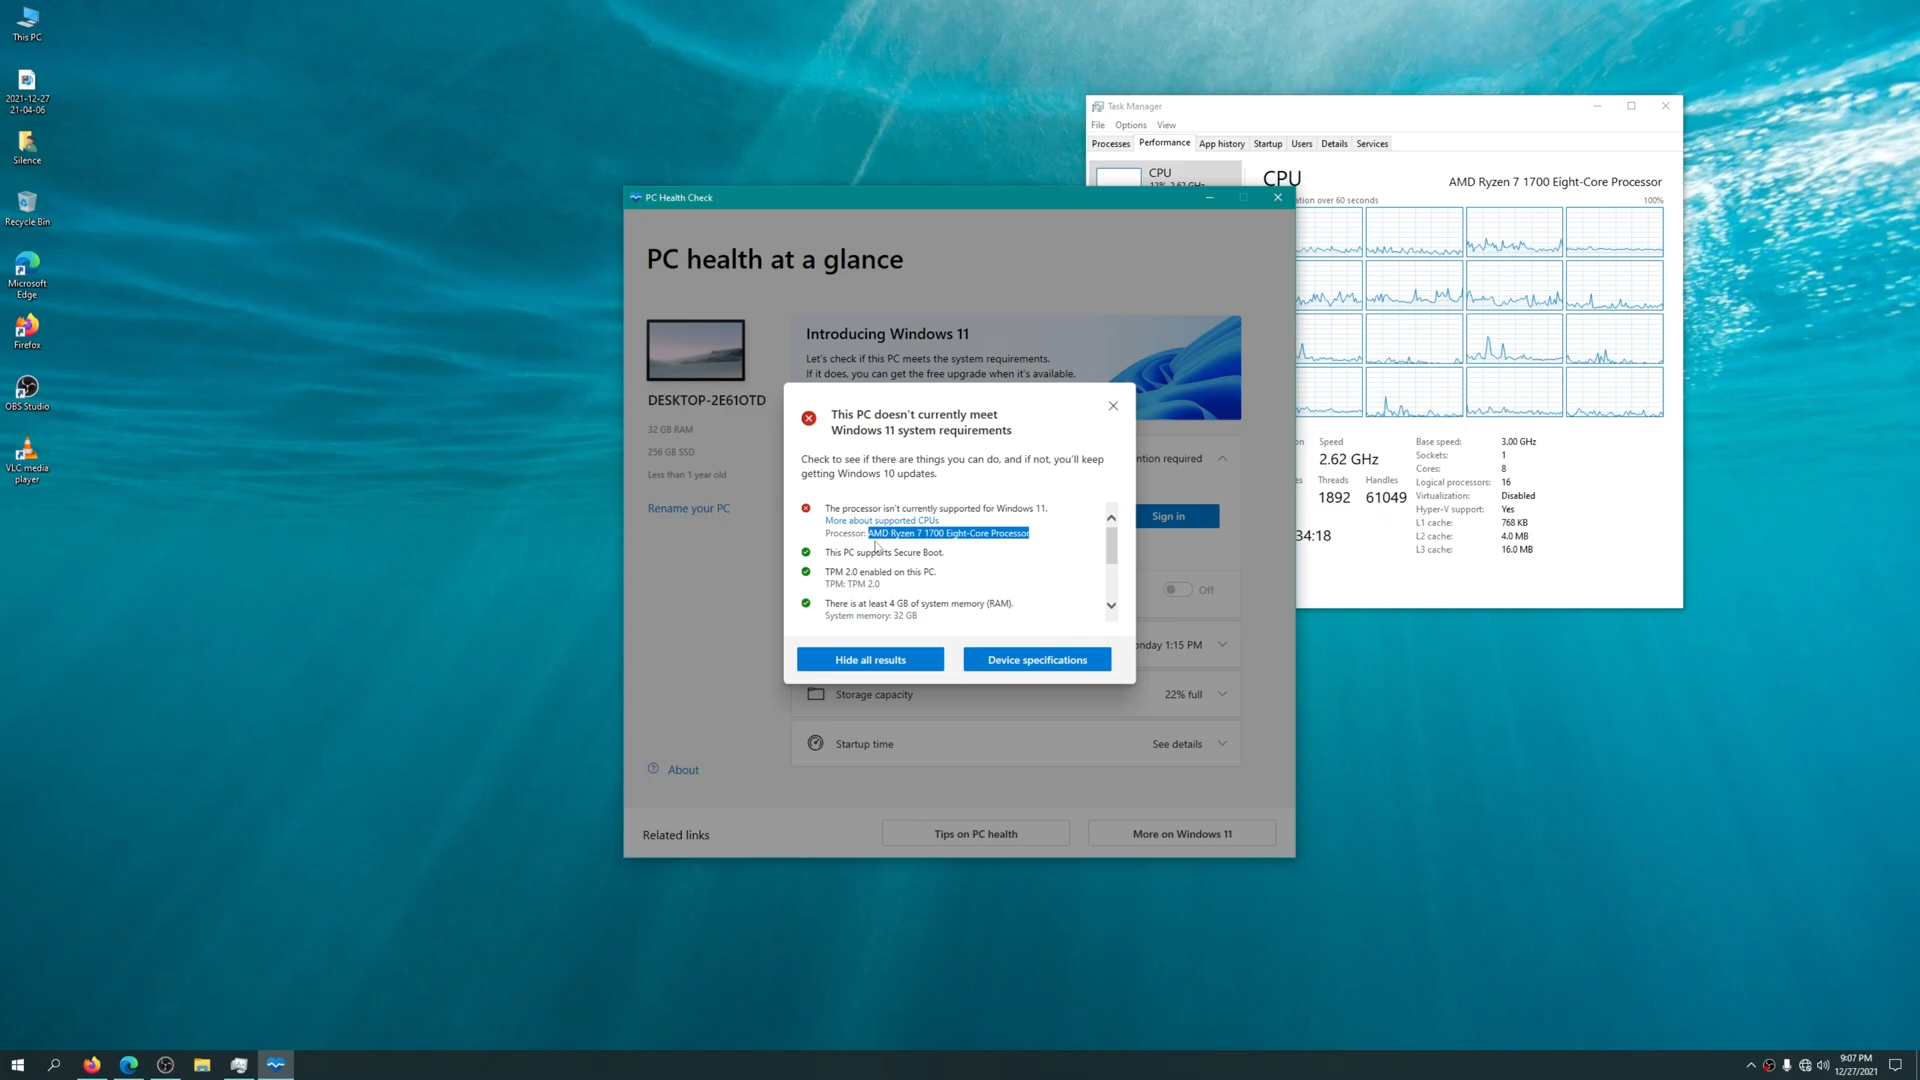 This PC
2021-12-27
21-04-06
Silence
Recycle Bin
Microsoft
Edge
Firefox
OBS Studio
VLC media
player
Task Manager
File Options View
Processes Performance App history Startup Users Details Services
CPU
12% 2.62 GHz
CPU
AMD Ryzen 7 1700 Eight-Core Processor
over 60 seconds
100%
Speed
2.62 GHz
Threads Handles
1892 61049
34:18
Base speed: 3.00 GHz
Sockets: 1
Cores: 8
Logical processors: 16
Virtualization: Disabled
Hyper-V support: Yes
L1 cache: 768 KB
L2 cache: 4.0 MB
L3 cache: 16.0 MB
PC Health Check
PC health at a glance
DESKTOP-2E61OTD
32 GB RAM
256 GB SSD
Less than 1 year old
Rename your PC
Introducing Windows 11
Let's check if this PC meets the system requirements.
If it does, you can get the free upgrade when it's available.
required
Sign in
Off
1:15 PM
This PC doesn't currently meet
Windows 11 system requirements
Check to see if there are things you can do, and if not, you'll keep
getting Windows 10 updates.
The processor isn't currently supported for Windows 11.
More about supported CPUs
Processor: AMD Ryzen 7 1700 Eight-Core Processor
This PC supports Secure Boot.
TPM 2.0 enabled on this PC.
TPM: TPM 2.0
There is at least 4 GB of system memory (RAM).
System memory: 32 GB
Hide all results
Device specifications
Storage capacity 22% full
Startup time See details
About
Related links
Tips on PC health
More on Windows 11
9:07 PM
12/27/2021